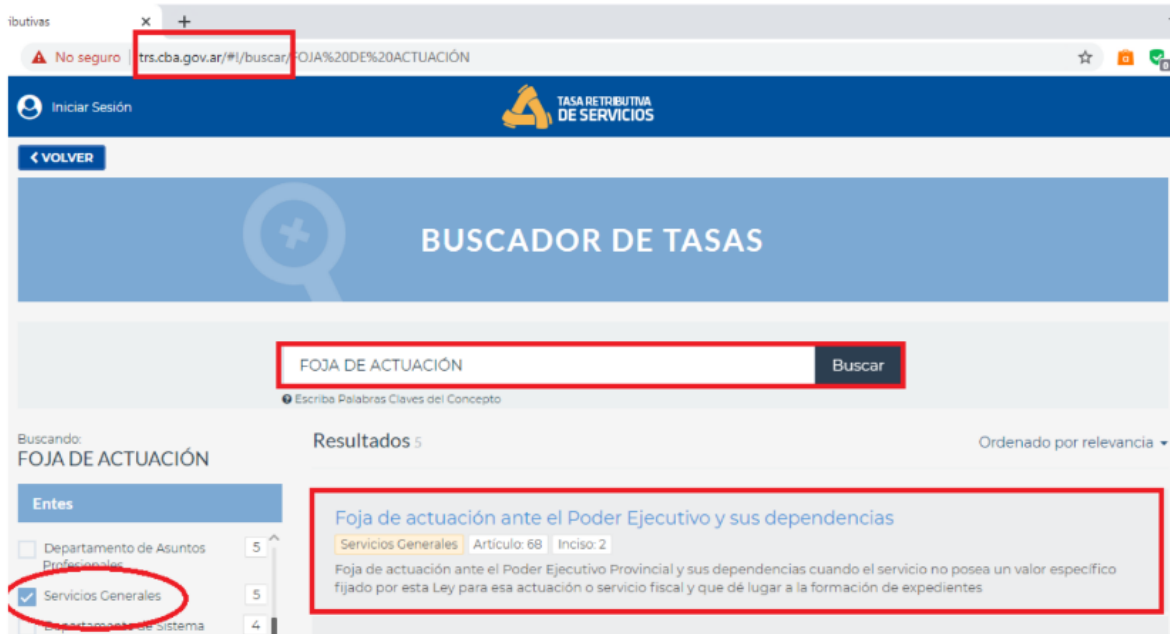 ibutivas
No seguro trs.cba.gov.ar/#!/buscar/FOJA%20DE%20ACTUACIÓN
Iniciar Sesión
TASA RETRIBUTIVA
DE SERVICIOS
VOLVER
BUSCADOR DE TASAS
FOJA DE ACTUACIÓN Buscar
Escriba Palabras Claves del Concepto
Buscando:
FOJA DE ACTUACIÓN
Resultados 5
Ordenado por relevancia
Entes
Departamento de Asuntos 5
Profesionales
Servicios Generales 5
Departamento de Sistema 4
Foja de actuación ante el Poder Ejecutivo y sus dependencias
Servicios Generales Artículo: 68 Inciso: 2
Foja de actuación ante el Poder Ejecutivo Provincial y sus dependencias cuando el servicio no posea un valor específico
fijado por esta Ley para esa actuación o servicio fiscal y que dé lugar a la formación de expedientes